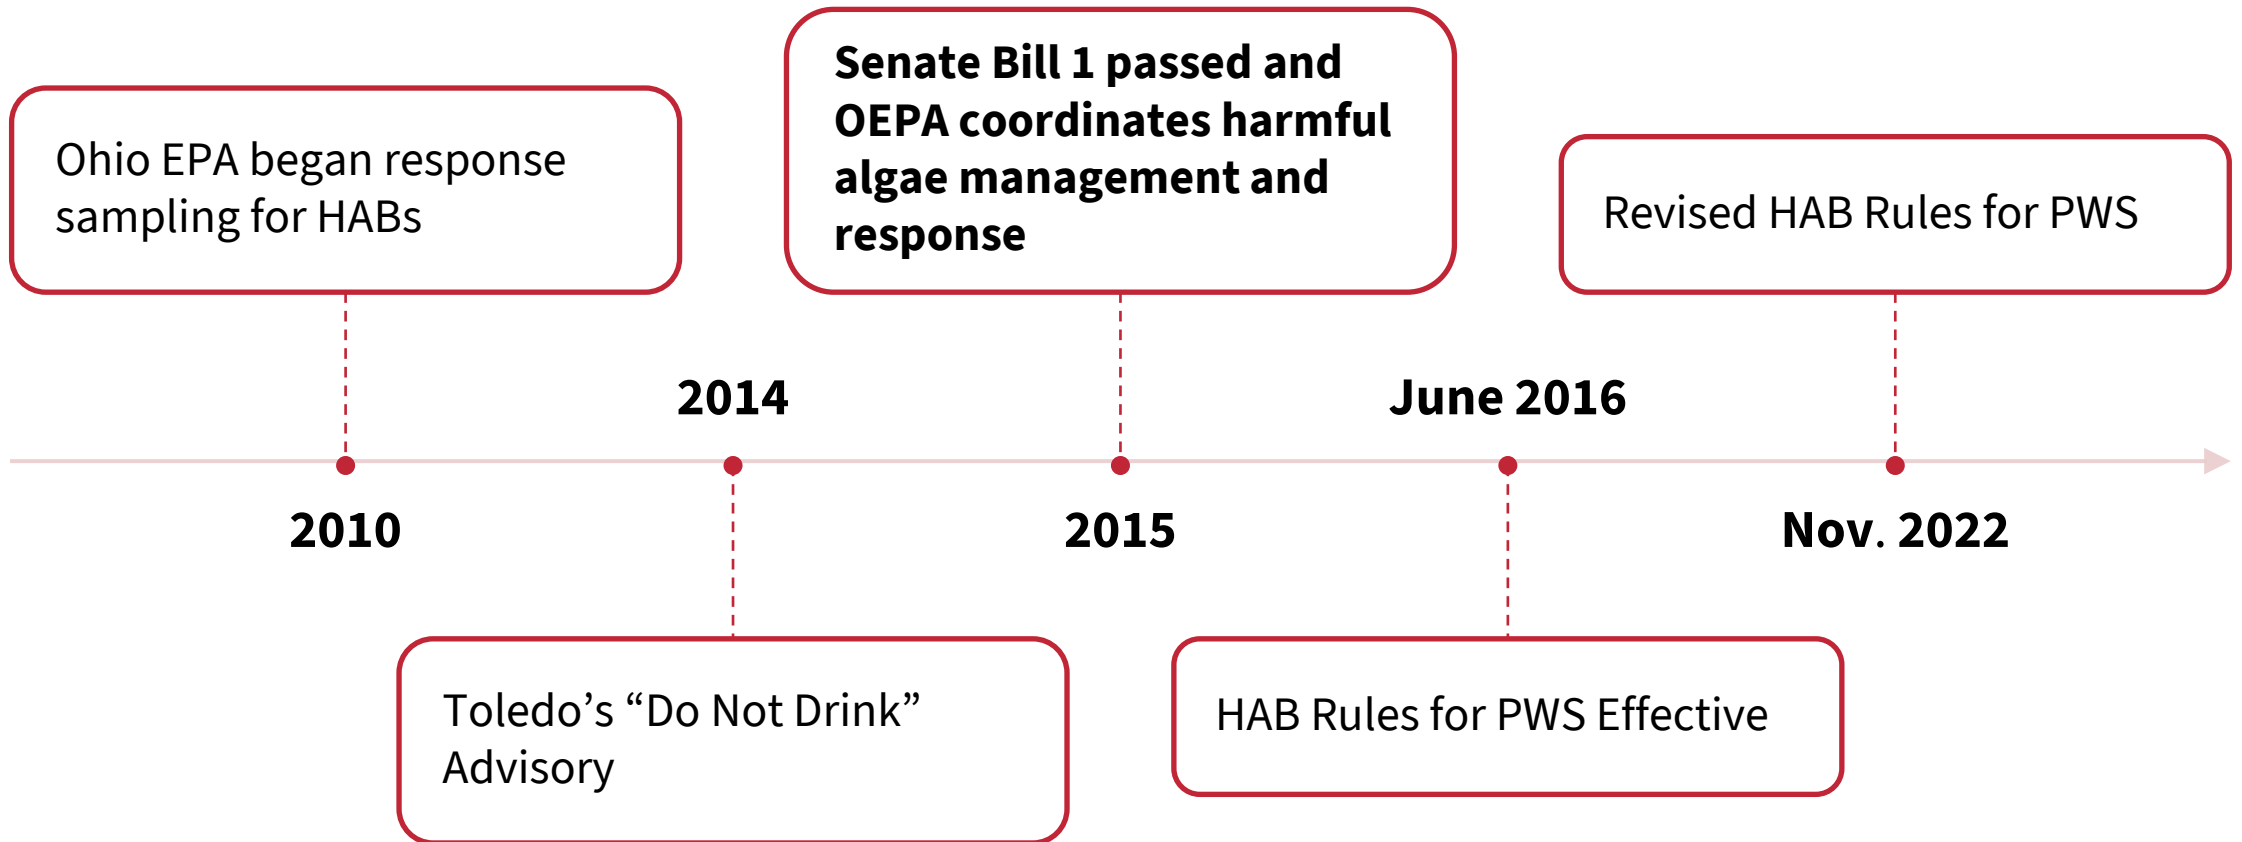 Ohio EPA began response
sampling for HABs
2010
2014
Toledo’s “Do Not Drink”
Advisory
Senate Bill 1 passed and
OEPA coordinates harmful
algae management and
response
2015
June 2016
HAB Rules for PWS Effective
Revised HAB Rules for PWS
Nov. 2022